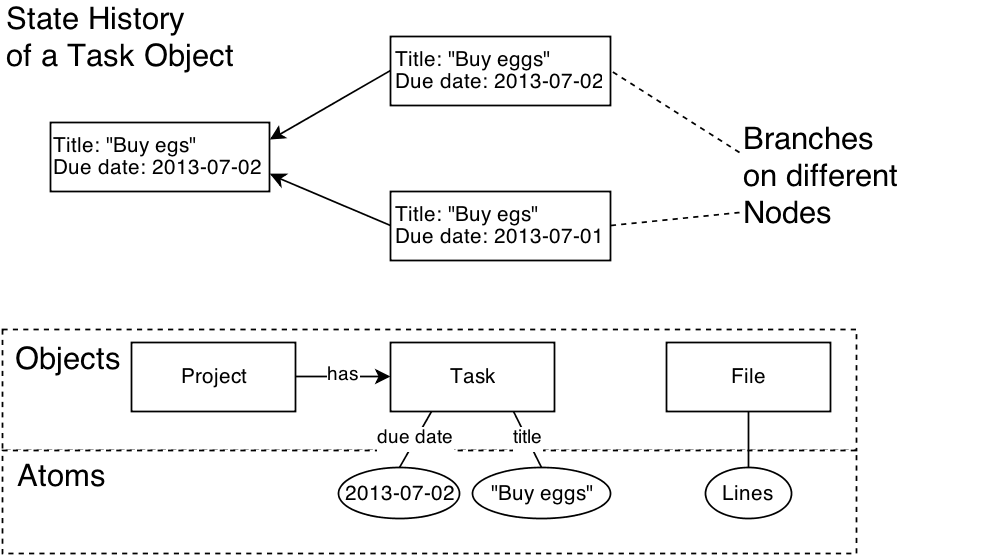 State History
of a Task Object
Title: "Buy eggs"
Due date: 2013-07-02
Title: "Buy egs"
Due date: 2013-07-02
Branches
on different
Nodes
Title: "Buy egs"
Due date: 2013-07-01
Objects
Project
has
Task
File
due date
title
Atoms
2013-07-02
"Buy eggs"
Lines